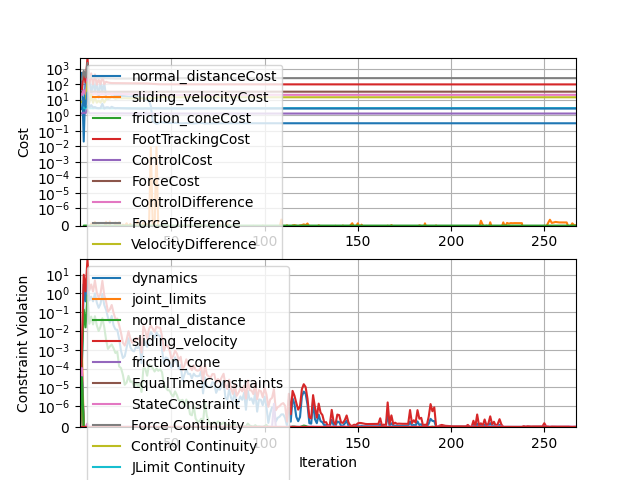 Cost
10³
10²
10¹
10⁰
10⁻¹
10⁻²
10⁻³
10⁻⁴
10⁻⁵
10⁻⁶
0
normal_distanceCost
sliding_velocityCost
friction_coneCost
FootTrackingCost
ControlCost
ForceCost
ControlDifference
ForceDifference
VelocityDifference
50 100 150 200 250
Constraint Violation
10¹
10⁰
10⁻¹
10⁻²
10⁻³
10⁻⁴
10⁻⁵
10⁻⁶
0
dynamics
joint_limits
normal_distance
sliding_velocity
friction_cone
EqualTimeConstraints
StateConstraint
Force Continuity
Control Continuity
JLimit Continuity
50 100 150 200 250
Iteration